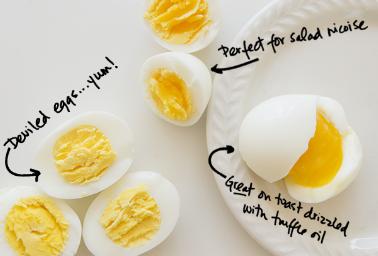 Perfect for salad nicoise
Deviled eggs...yum!
Great on toast drizzled
with truffle oil